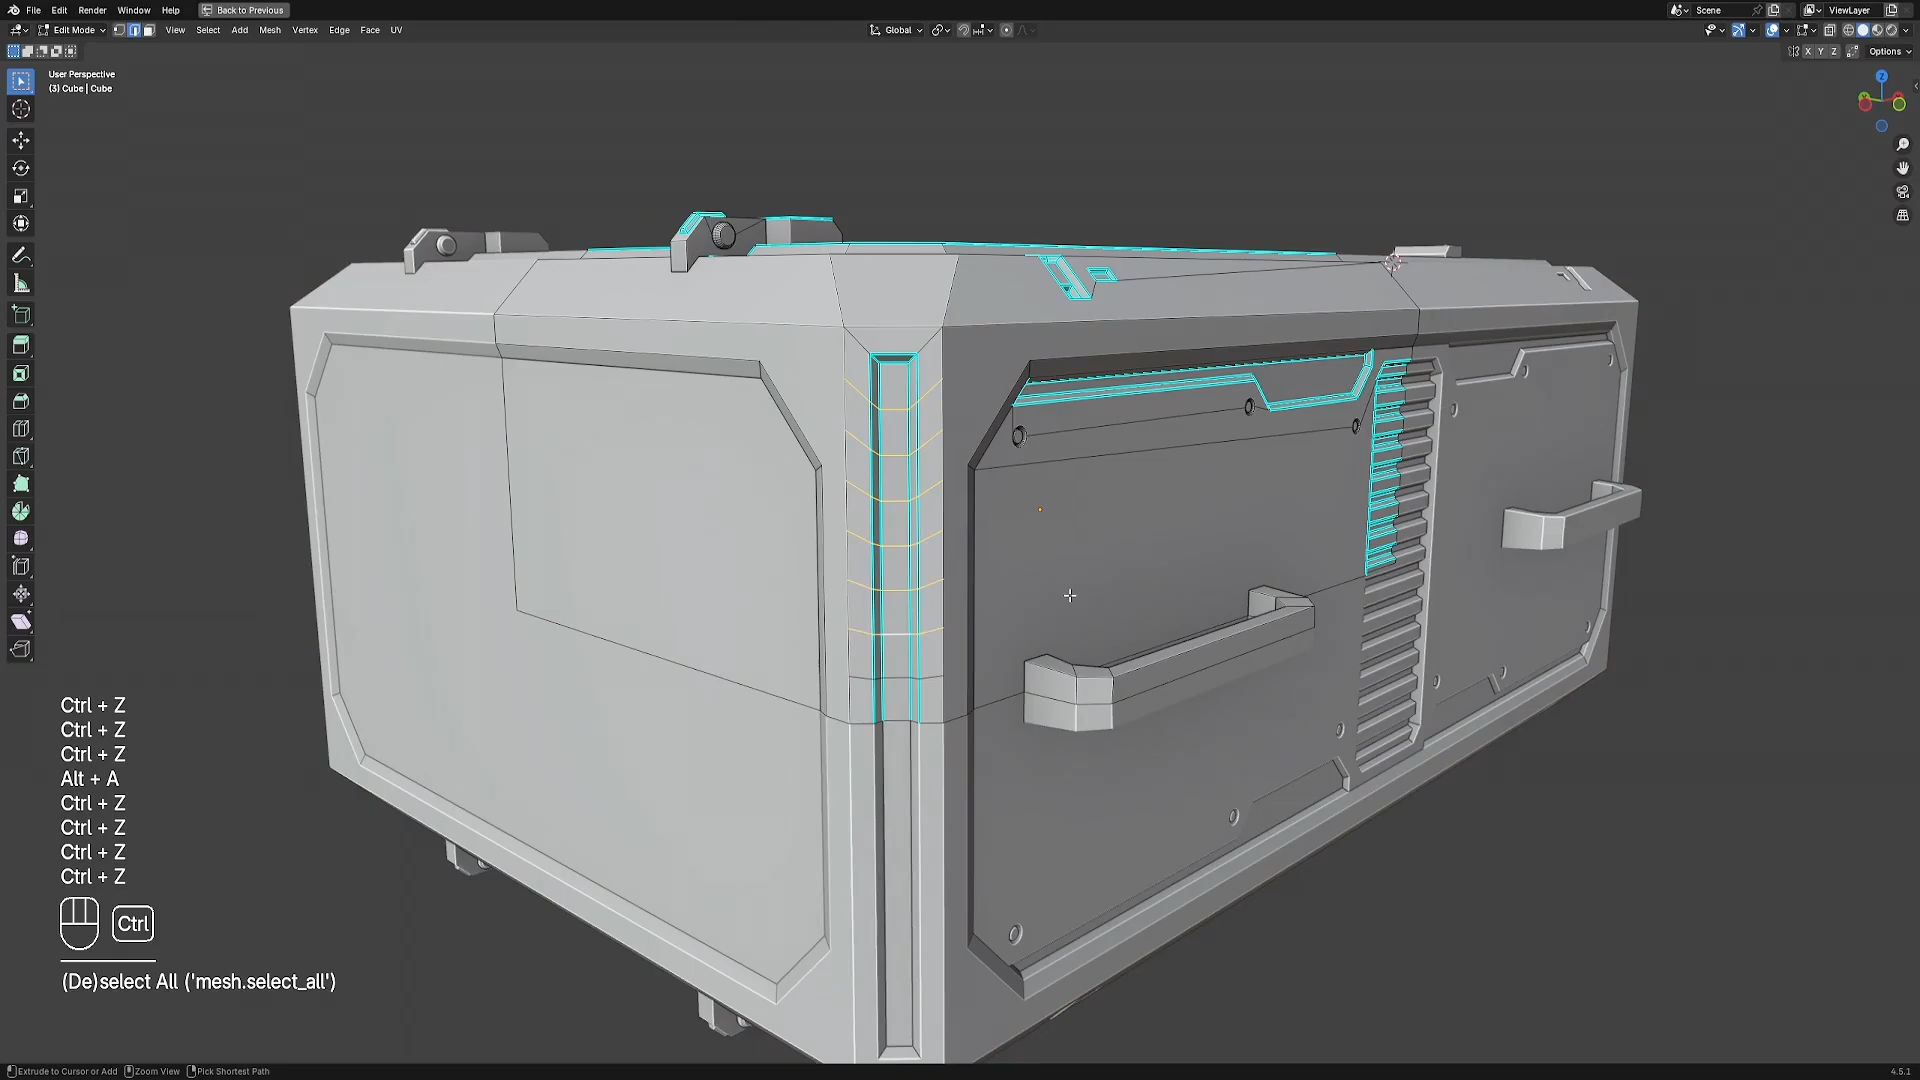 File Edit Render Window Help Back to Previous Scene ViewLayer
Edit Mode View Select Add Mesh Vertex Edge Face UV Global
X Y Z Options
User Perspective
(3) Cube | Cube
Z
Ctrl + Z
Ctrl + Z
Ctrl + Z
Alt + A
Ctrl + Z
Ctrl + Z
Ctrl + Z
Ctrl + Z
Ctrl
(De)select All ('mesh.select_all')
Extrude to Cursor or Add Zoom View Pick Shortest Path 4.5.1